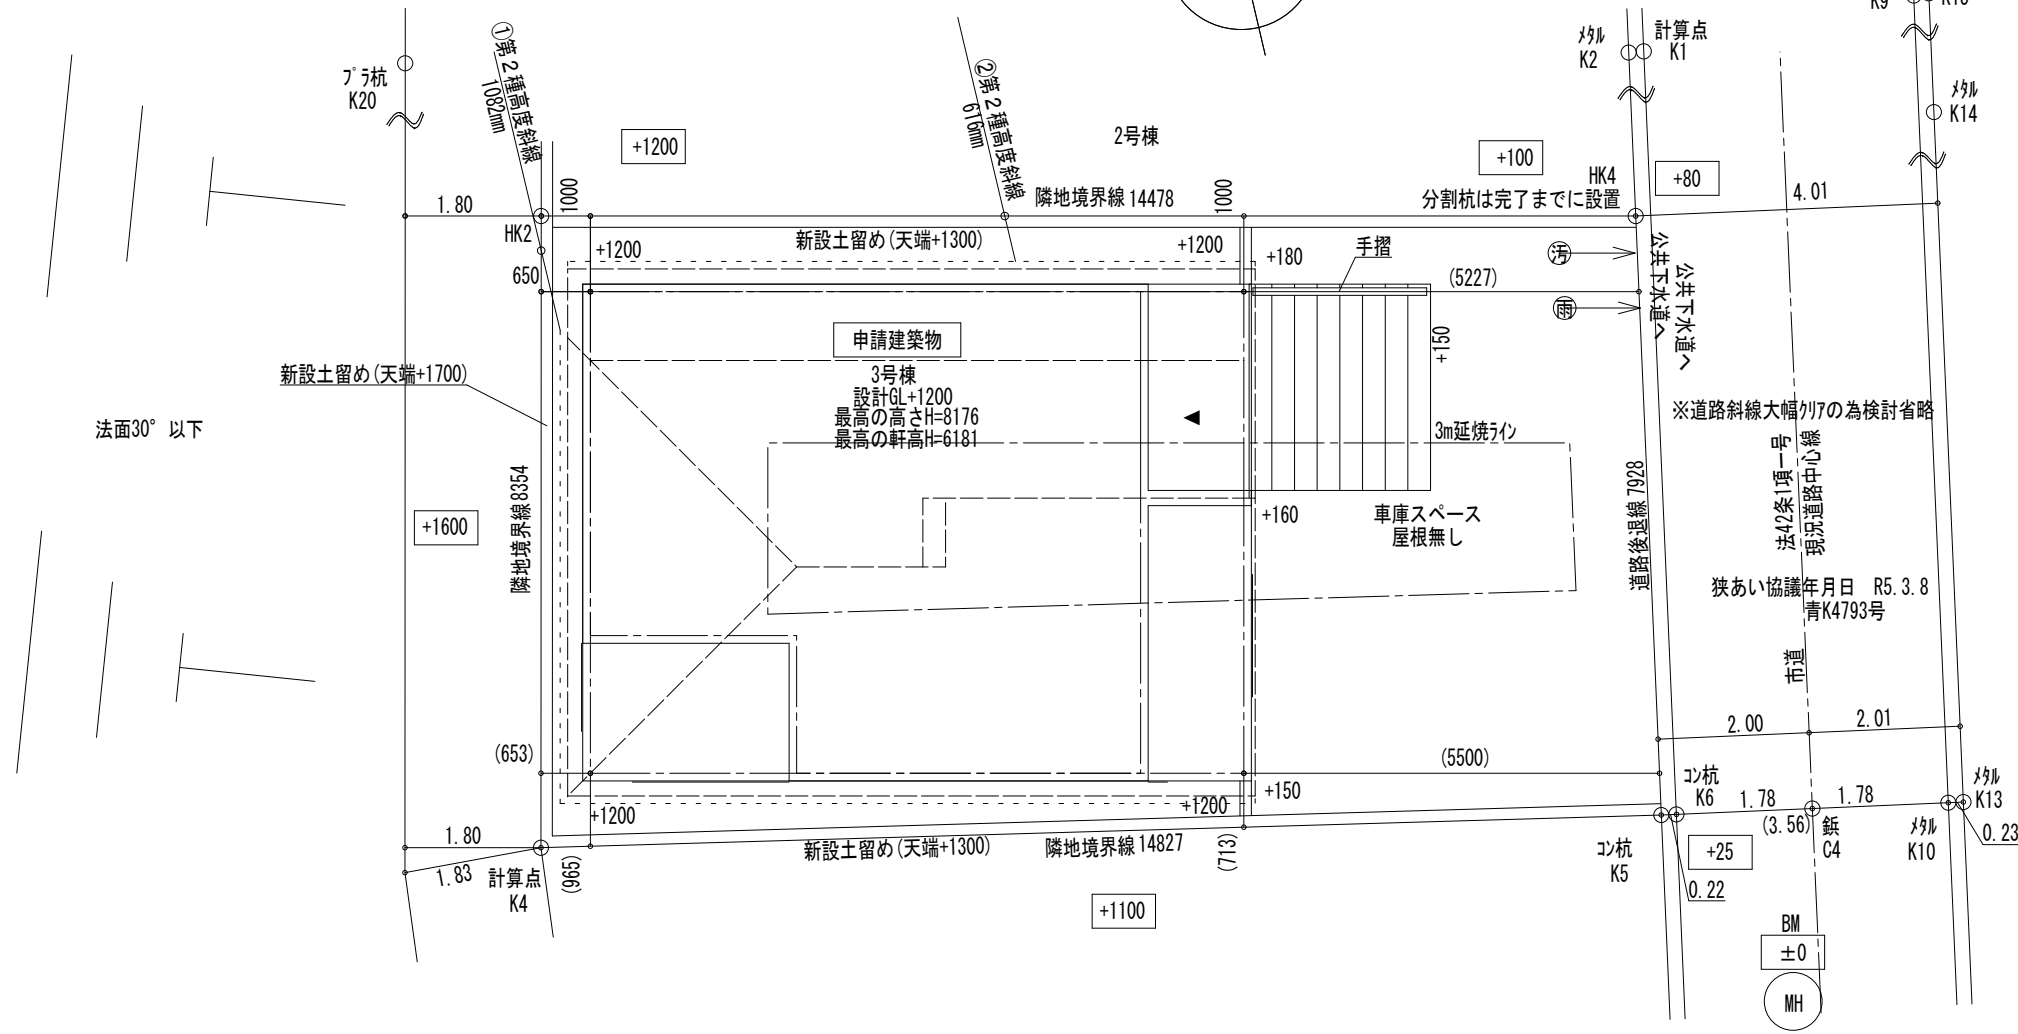 K9
K10
メタル
K2
計算点
K1
プラ杭
K20
①第2種高度斜線
1082mm
②第2種高度斜線
616mm
メタル
K14
2号棟
+1200
+100
+80
HK4
分割杭は完了までに設置
1.80
1000
隣地境界線 14478
1000
4.01
HK2
新設土留め(天端+1300)
+1200
+1200
+180
手摺
汚
公共下水道へ
公共下水道へ
650
(5227)
雨
申請建築物
3号棟
設計GL+1200
最高の高さH=8176
最高の軒高H=6181
+150
新設土留め(天端+1700)
法面30° 以下
※道路斜線大幅クリアの為検討省略
3m延焼ライン
法42条1項一号
現況道路中心線
隣地境界線8354
+1600
+160
車庫スペース
屋根無し
道路後退線 7928
狭あい協議年月日 R5.3.8
青K4793号
市道
2.00
2.01
(653)
(5500)
+150
+1200
+1200
コン杭
K6
1.78
1.78
メタル
K13
(3.56)
鋲
C4
メタル
K10
0.23
1.80
1.83
計算点
K4
(965)
新設土留め(天端+1300)
隣地境界線 14827
(713)
コン杭
K5
+25
0.22
+1100
BM
±0
MH